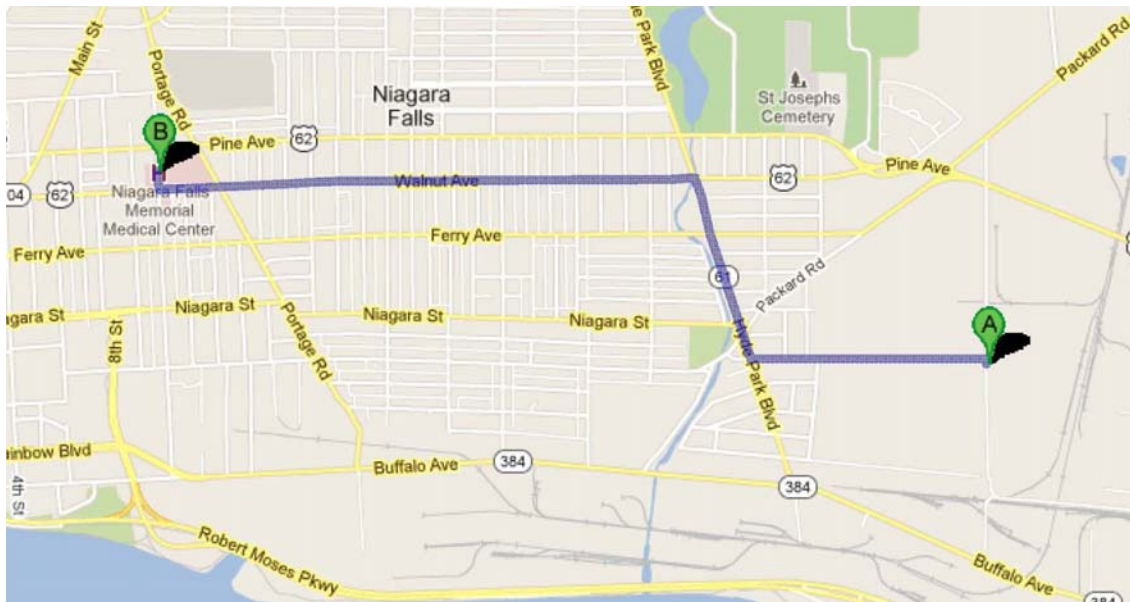 Main St
Portage Rd
Niagara
Falls
e Park Blvd
St Josephs
Cemetery
Packard Rd
B
Pine Ave
62
62
Pine Ave
H
04
62
Niagara Falls
Memorial
Medical Center
Walnut Ave
Ferry Ave
Ferry Ave
61
Packard Rd
A
agara St
Niagara St
Niagara St
Niagara St
8th St
Portage Rd
Hyde Park Blvd
ainbow Blvd
Buffalo Ave
384
384
4th St
Robert Moses Pkwy
Buffalo Ave
384